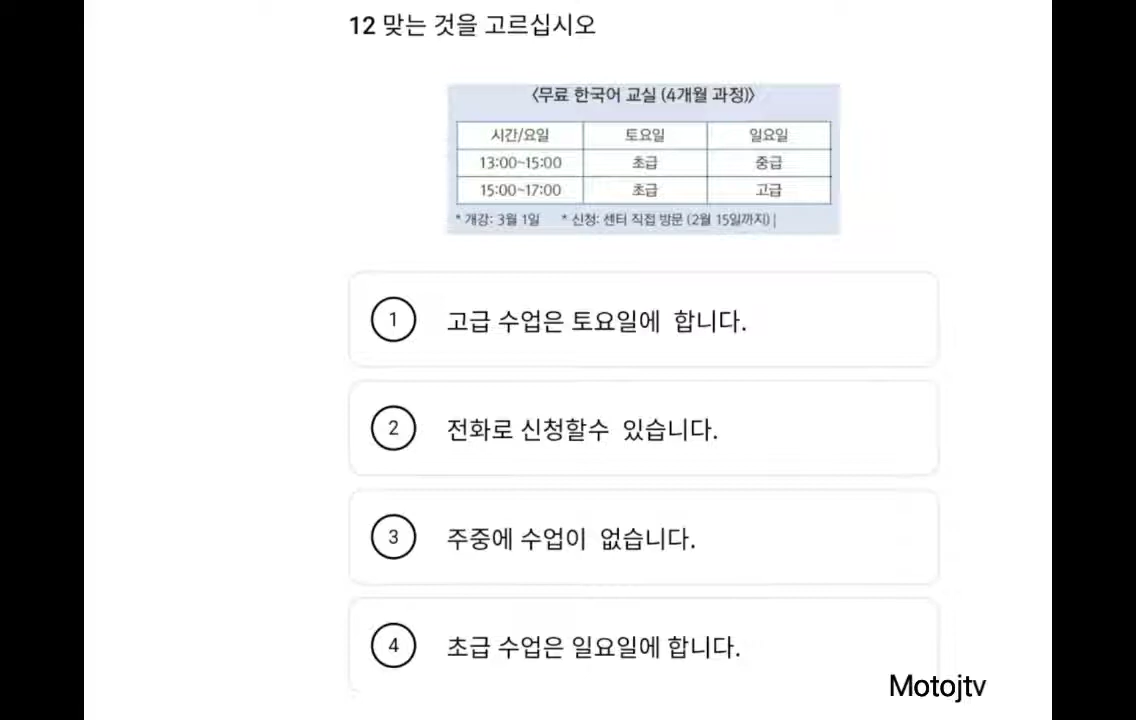 12 맞는 것을 고르십시오
〈무료 한국어 교실 (4개월 과정)〉
시간/요일 토요일 일요일
13:00~15:00 초급 중급
15:00~17:00 초급 고급
* 개강: 3월 1일 * 신청: 센터 직접 방문 (2월 15일까지) |
1 고급 수업은 토요일에 합니다.
2 전화로 신청할수 있습니다.
3 주중에 수업이 없습니다.
4 초급 수업은 일요일에 합니다.
Motojtv